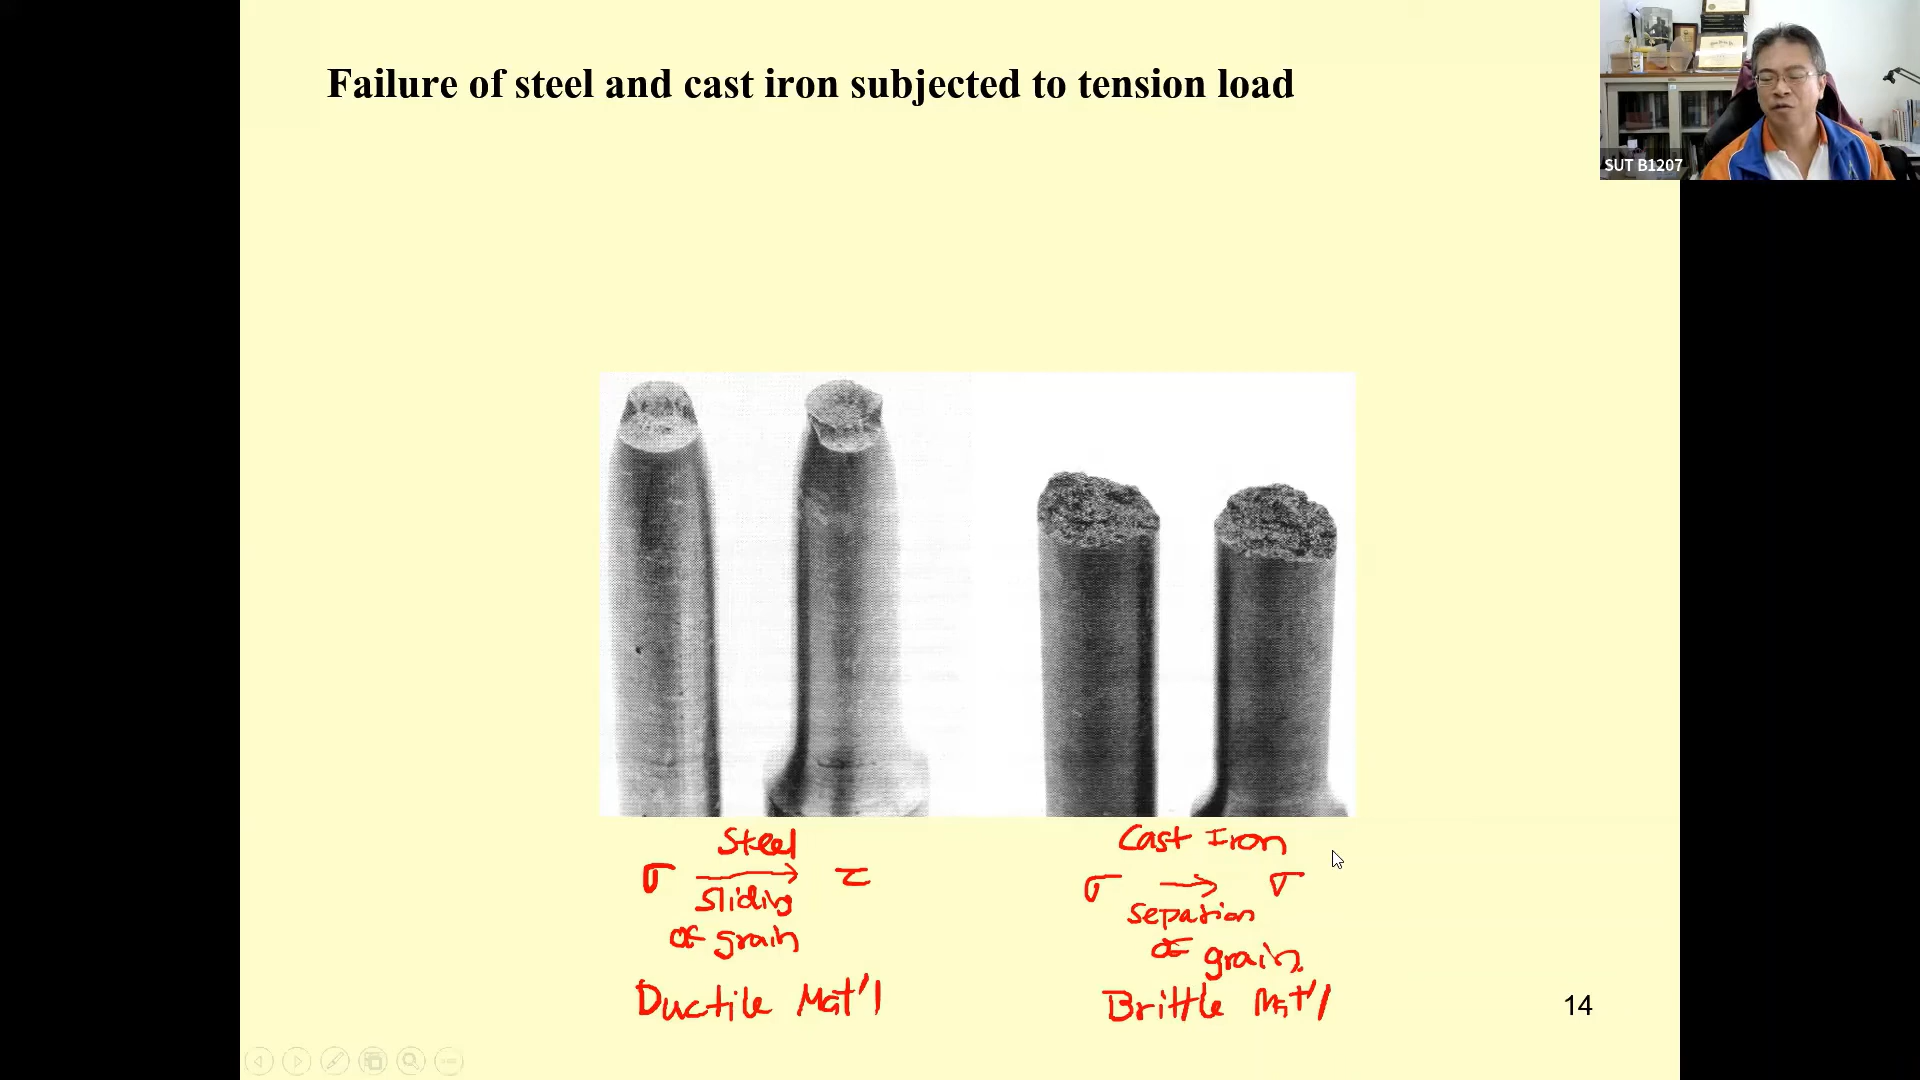 Failure of steel and cast iron subjected to tension load
SUT B1207
Steel
σ → τ
sliding
of grain
Ductile Mat'l
Cast Iron
σ → σ
sepation
of grain.
Brittle Mat'l
14